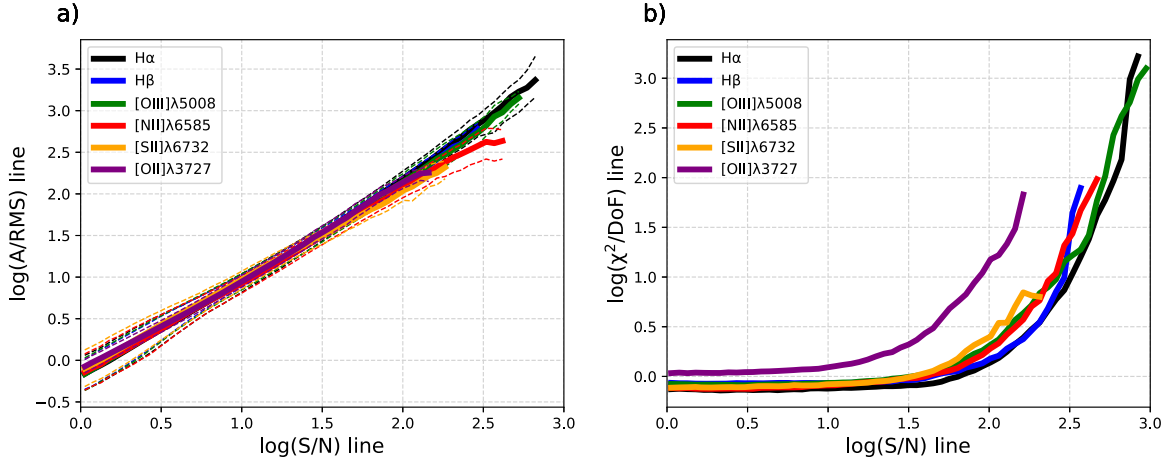 a)
log(A/RMS) line
3.5
3.0
2.5
2.0
1.5
1.0
0.5
0.0
−0.5
Hα
Hβ
[OIII]λ5008
[NII]λ6585
[SII]λ6732
[OII]λ3727
0.0 0.5 1.0 1.5 2.0 2.5 3.0
log(S/N) line
b)
log(χ²/DoF) line
3.0
2.5
2.0
1.5
1.0
0.5
0.0
Hα
Hβ
[OIII]λ5008
[NII]λ6585
[SII]λ6732
[OII]λ3727
0.0 0.5 1.0 1.5 2.0 2.5 3.0
log(S/N) line